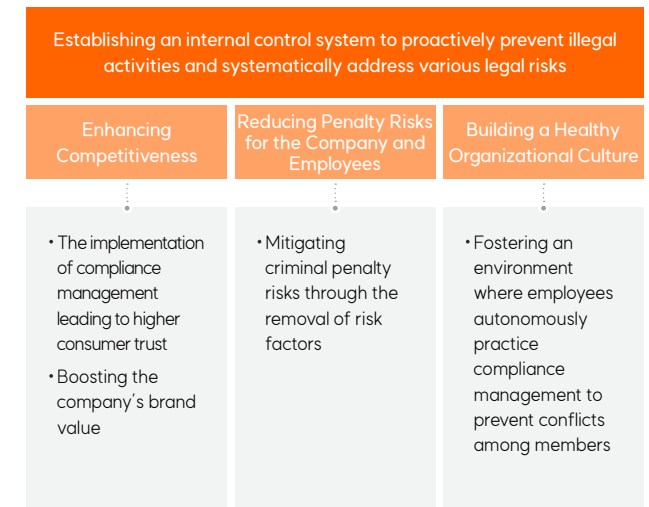 Establishing an internal control system to proactively prevent illegal
activities and systematically address various legal risks
Enhancing
Competitiveness
Reducing Penalty Risks
for the Company and
Employees
Building a Healthy
Organizational Culture
• The implementation
of compliance
management
leading to higher
consumer trust
• Boosting the
company's brand
value
• Mitigating
criminal penalty
risks through the
removal of risk
factors
• Fostering an
environment
where employees
autonomously
practice
compliance
management to
prevent conflicts
among members